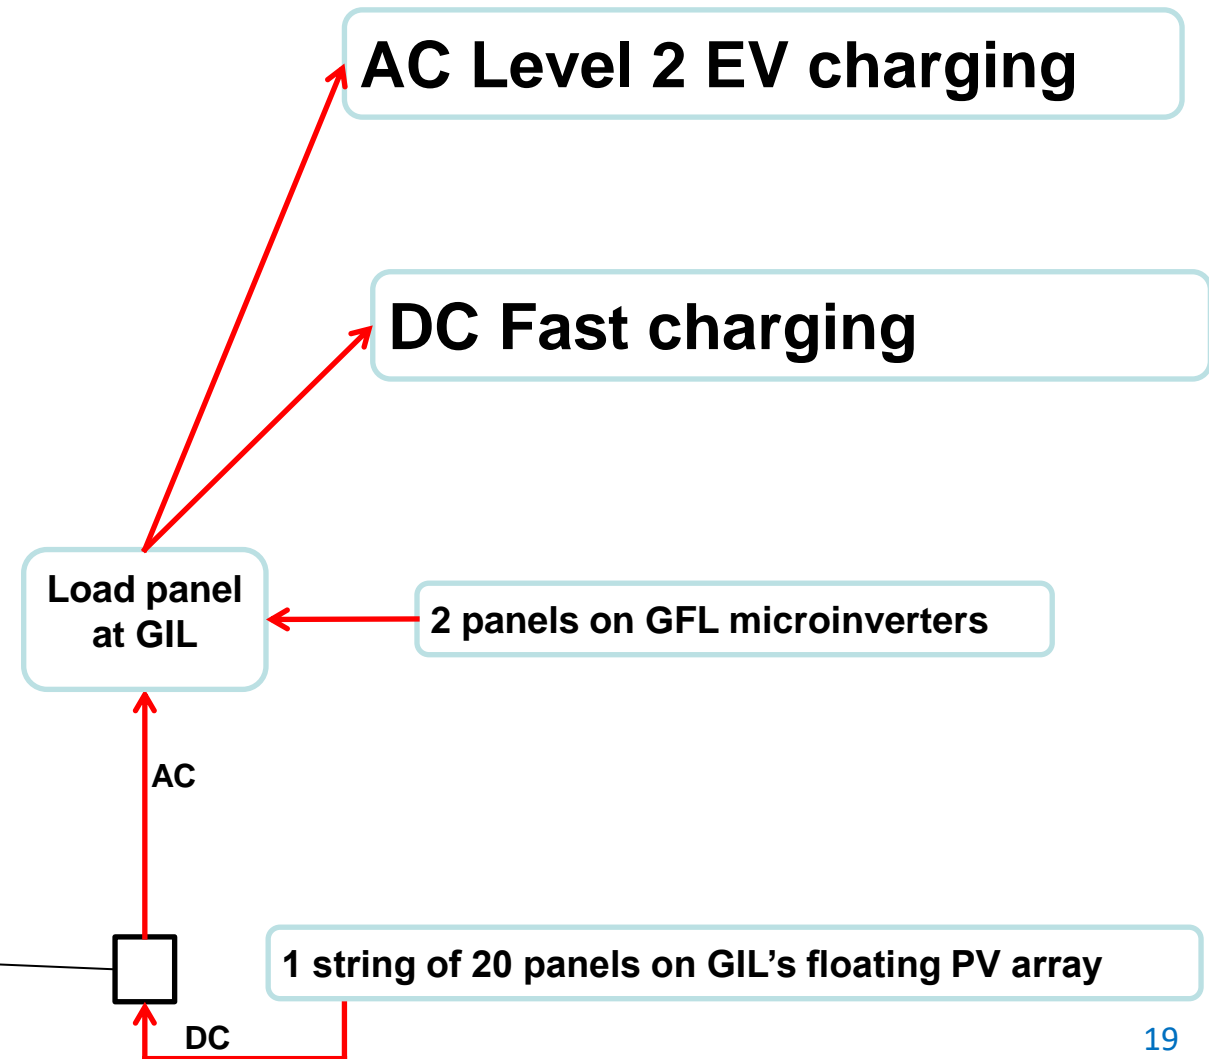 AC Level 2 EV charging
DC Fast charging
Load panel
at GIL
2 panels on GFL microinverters
AC
1 string of 20 panels on GIL’s floating PV array
DC
19